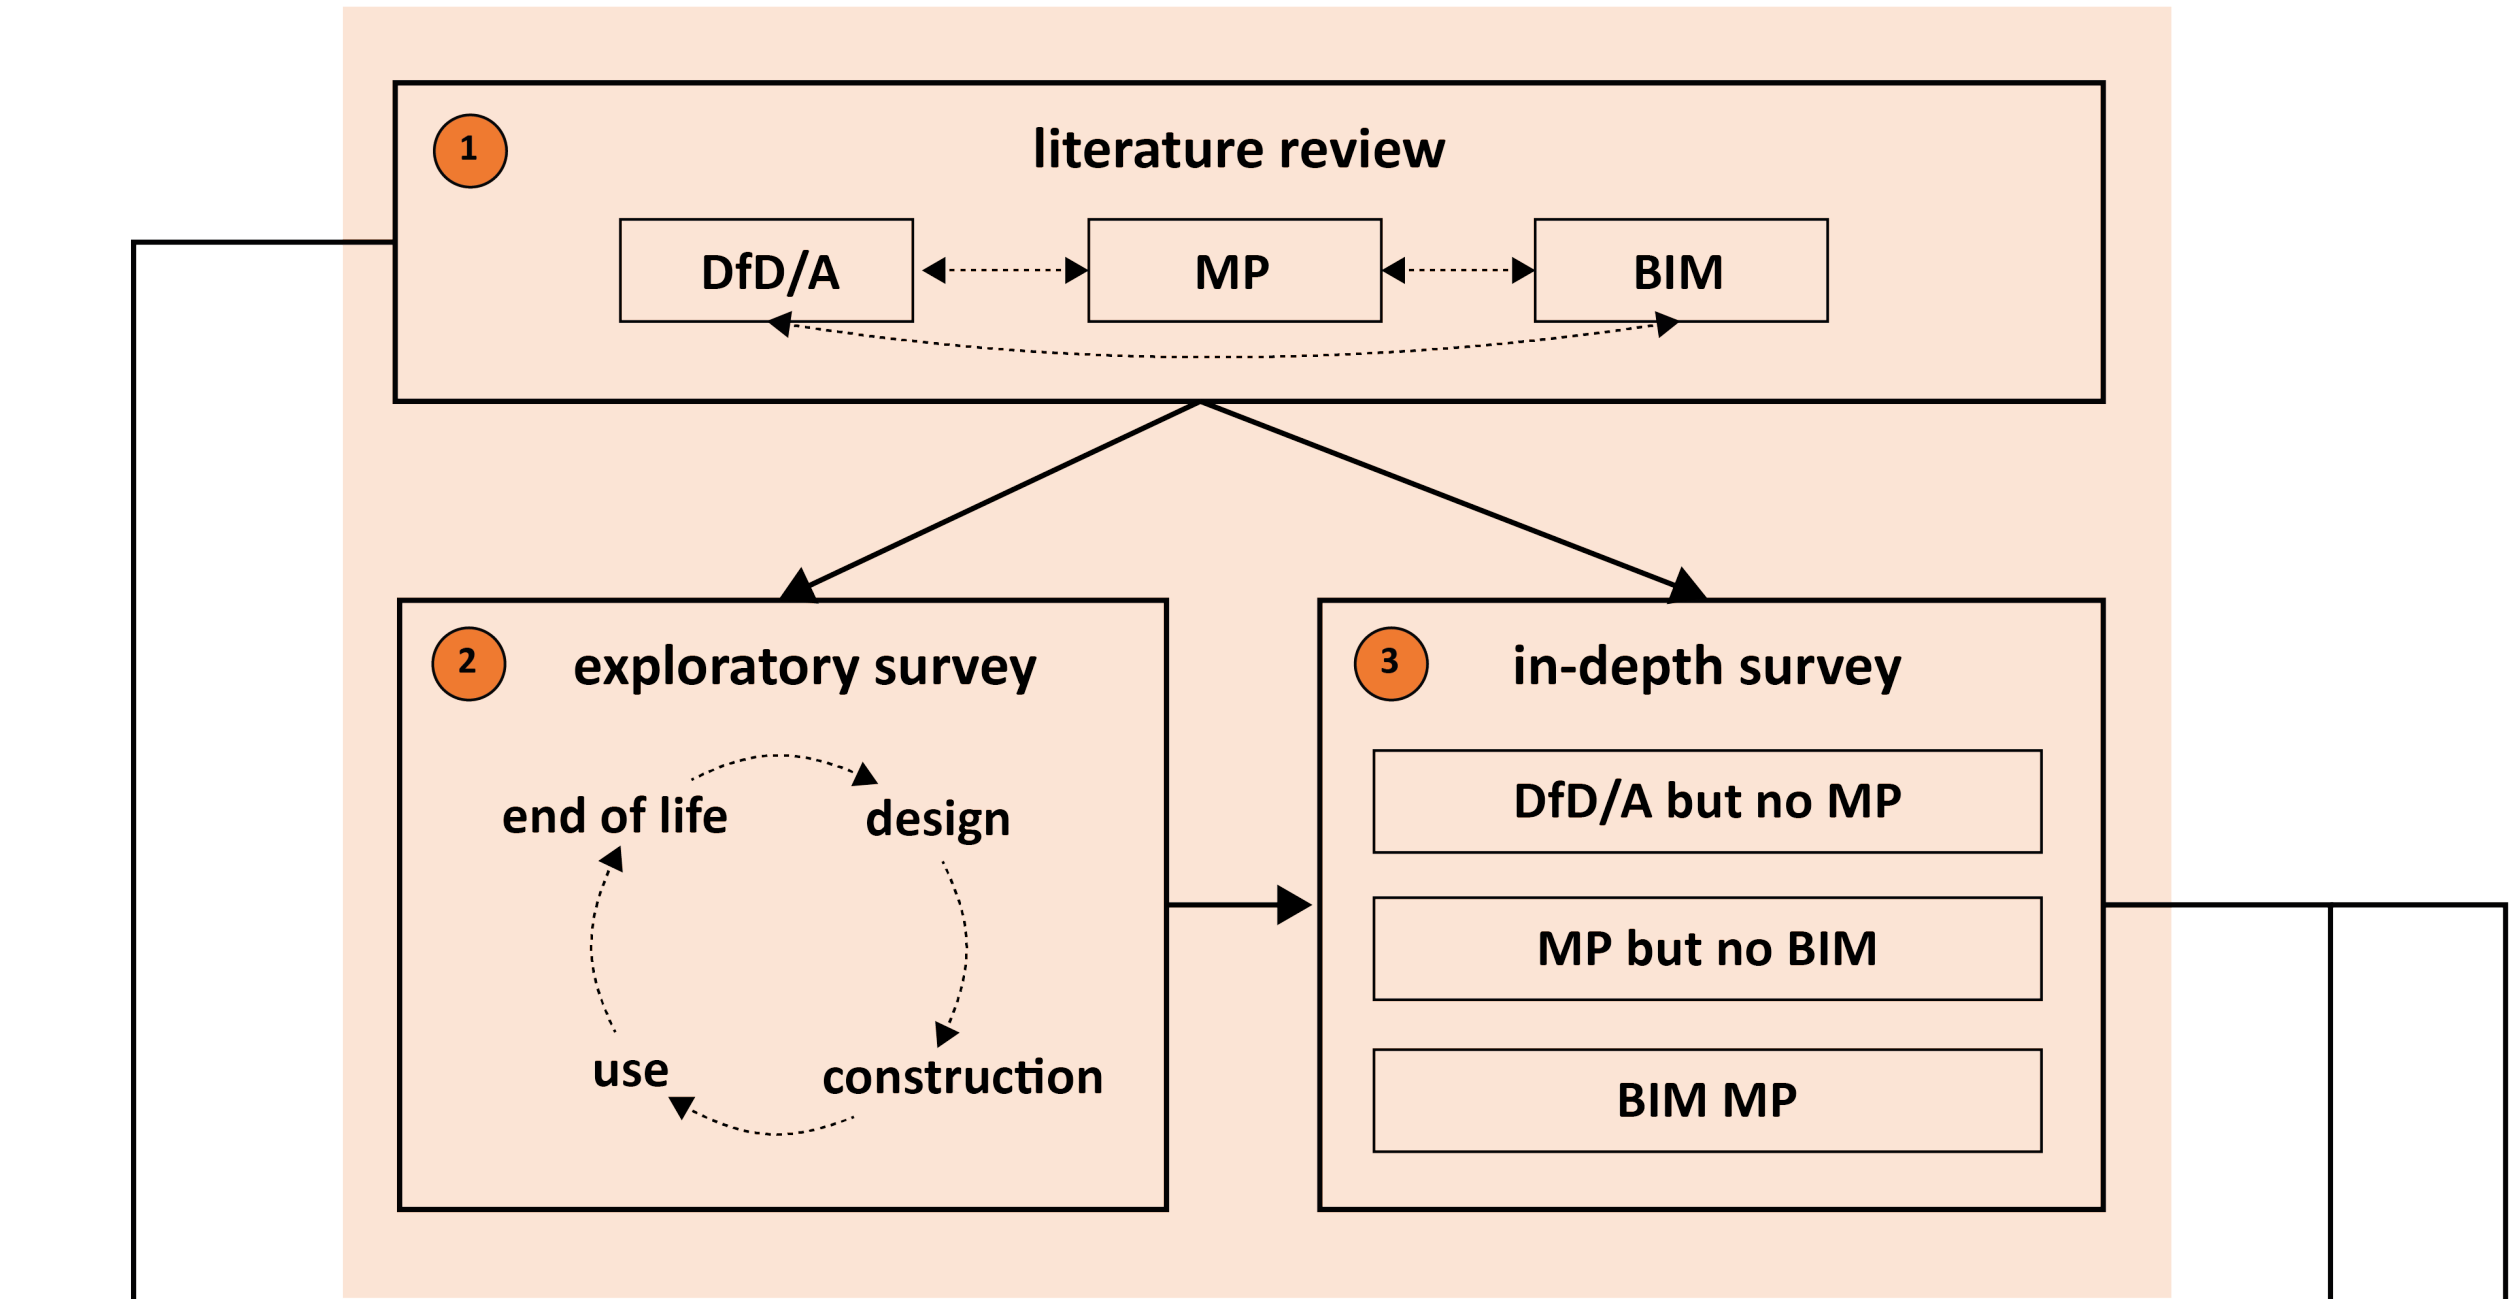 1
literature review
DfD/A
MP
BIM
2
exploratory survey
end of life
design
use
construction
3
in-depth survey
DfD/A but no MP
MP but no BIM
BIM MP